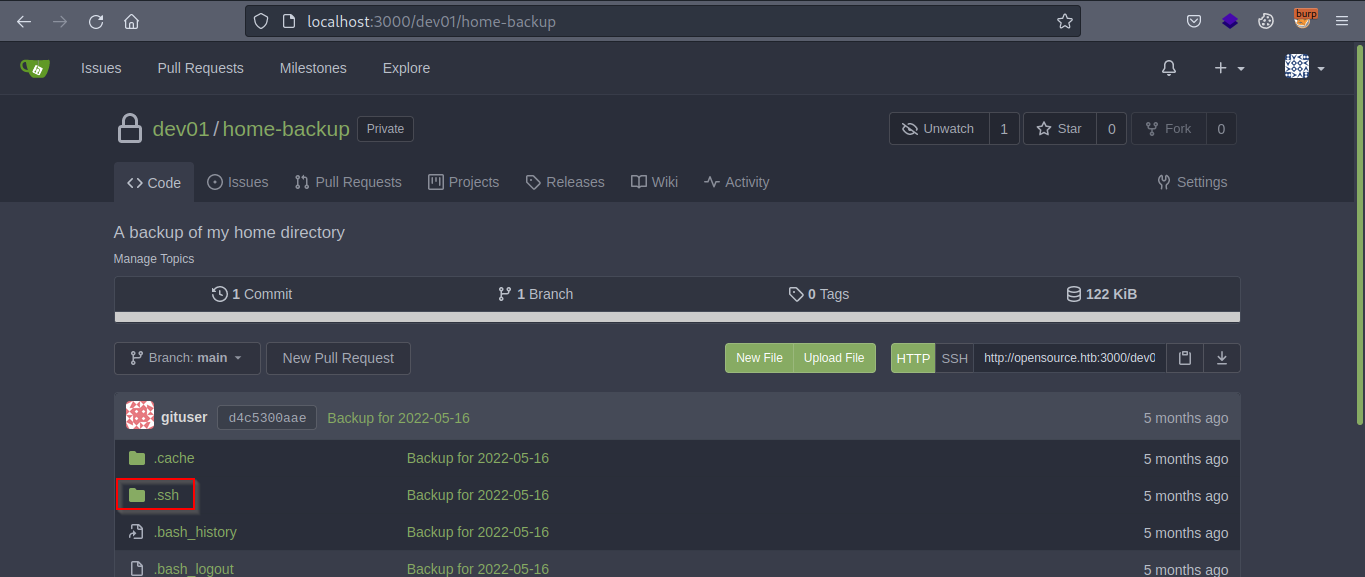 localhost:3000/dev01/home-backup
burp
Issues Pull Requests Milestones Explore
dev01 / home-backup Private
Unwatch 1 Star 0 Fork 0
Code Issues Pull Requests Projects Releases Wiki Activity Settings
A backup of my home directory
Manage Topics
1 Commit 1 Branch 0 Tags 122 KiB
Branch: main New Pull Request New File Upload File HTTP SSH http://opensource.htb:3000/dev0
gituser d4c5300aae Backup for 2022-05-16 5 months ago
.cache Backup for 2022-05-16 5 months ago
.ssh Backup for 2022-05-16 5 months ago
.bash_history Backup for 2022-05-16 5 months ago
.bash_logout Backup for 2022-05-16 5 months ago